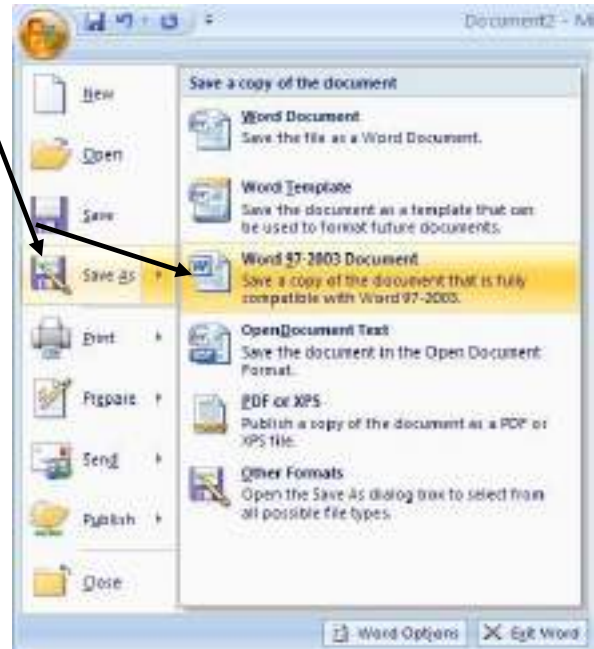 Document2 - Mi
New
Open
Save
Save As
Print
Prepare
Send
Publish
Close
Save a copy of the document
Word Document
Save the file as a Word Document.
Word Template
Save the document as a template that can
be used to format future documents.
Word 97-2003 Document
Save a copy of the document that is fully
compatible with Word 97-2003.
OpenDocument Text
Save the document in the Open Document
Format.
PDF or XPS
Publish a copy of the document as a PDF or
XPS file.
Other Formats
Open the Save As dialog box to select from
all possible file types.
Word Options
Exit Word